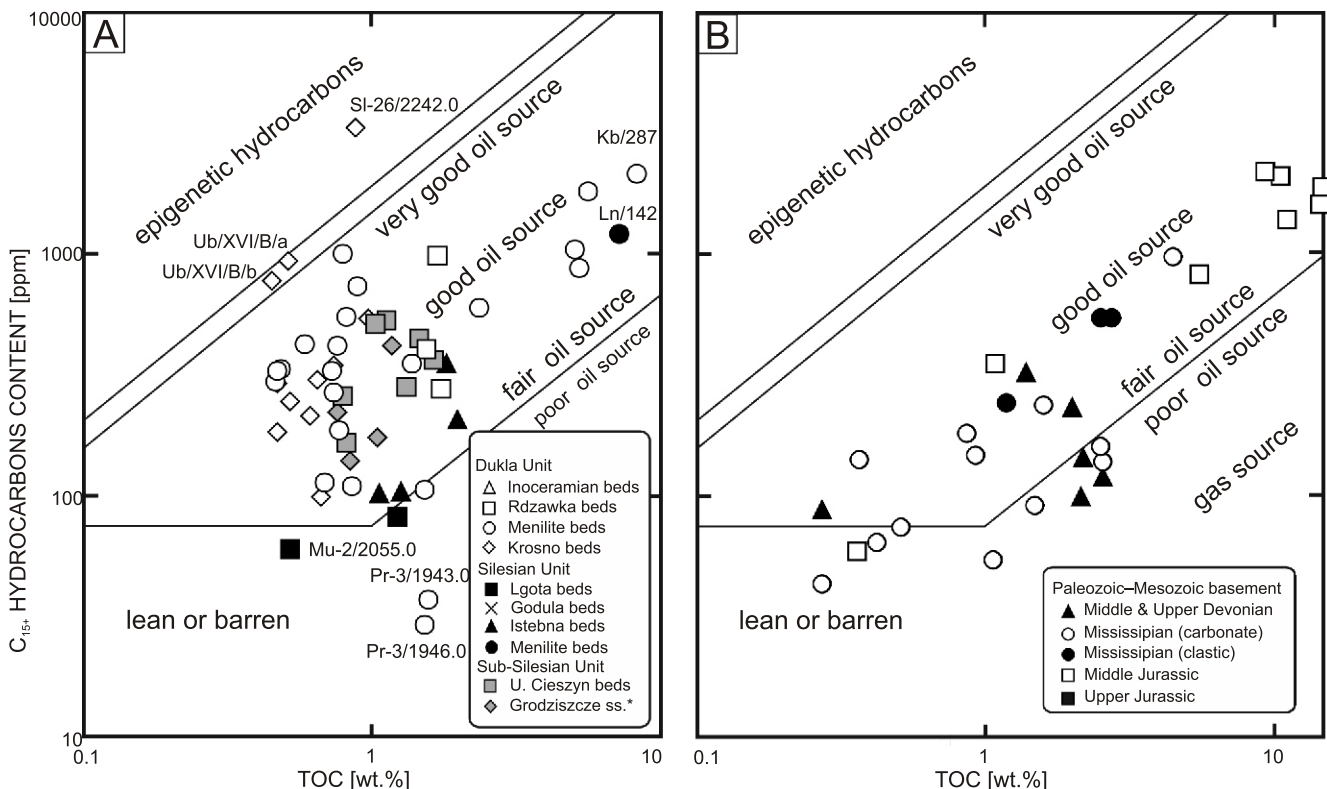 A
10000
1000
100
10
0.1
1
10
C15+ HYDROCARBONS CONTENT [ppm]
TOC [wt.%]
epigenetic hydrocarbons
very good oil source
good oil source
fair oil source
poor oil source
lean or barren
Sl-26/2242.0
Kb/287
Ln/142
Ub/XVI/B/a
Ub/XVI/B/b
Mu-2/2055.0
Pr-3/1943.0
Pr-3/1946.0
Dukla Unit
Inoceramian beds
Rdzawka beds
Menilite beds
Krosno beds
Silesian Unit
Lgota beds
Godula beds
Istebna beds
Menilite beds
Sub-Silesian Unit
U. Cieszyn beds
Grodziszcze ss.*
B
epigenetic hydrocarbons
very good oil source
good oil source
fair oil source
poor oil source
gas source
lean or barren
Paleozoic–Mesozoic basement
Middle & Upper Devonian
Mississipian (carbonate)
Mississipian (clastic)
Middle Jurassic
Upper Jurassic
0.1
1
10
TOC [wt.%]